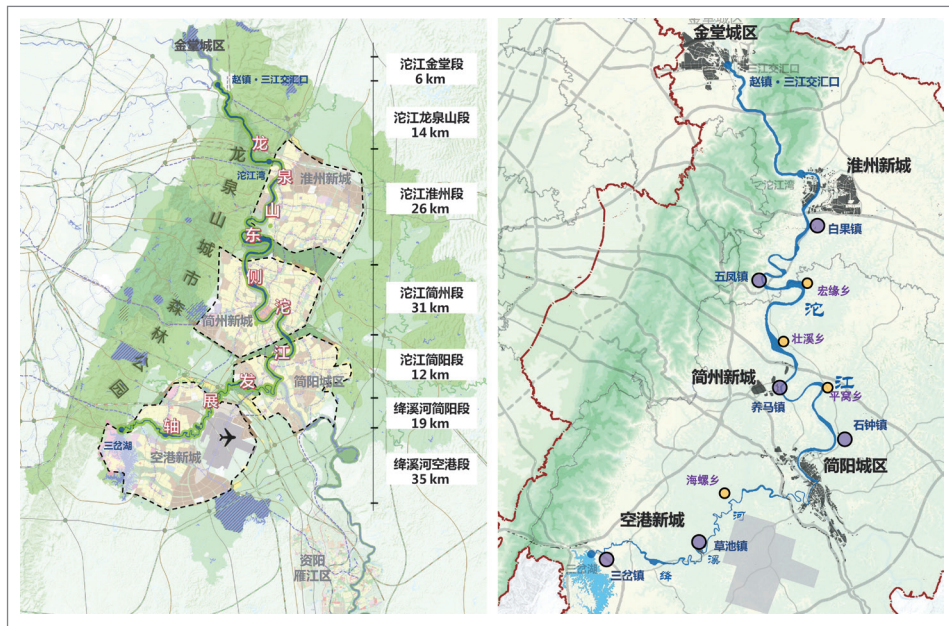 金堂城区
赵镇·三江交汇口
沱江湾
淮州新城
龙泉山东侧沱江发展轴
龙泉山城市森林公园
简州新城
简阳城区
三岔湖
空港新城
资阳
雁江区
沱江金堂段
6 km
沱江龙泉山段
14 km
沱江淮州段
26 km
沱江简州段
31 km
沱江简阳段
12 km
绛溪河简阳段
19 km
绛溪河空港段
35 km
金堂城区
三江交汇口
赵镇·三江交汇口
淮州新城
沱江湾
白果镇
五凤镇
宏缘乡
沱
壮溪乡
简州新城
江
养马镇
平窝乡
石钟镇
简阳城区
海螺乡
空港新城
河
草池镇
溪
三岔湖
三岔镇
绛